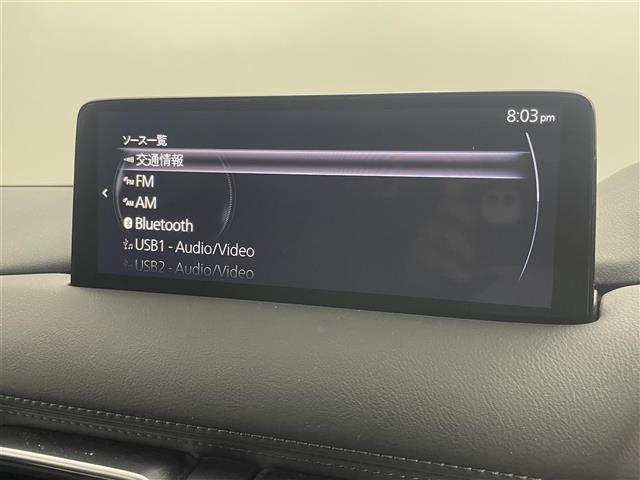 8:03 pm
ソース一覧
交通情報
FM
AM
Bluetooth
USB1 - Audio/Video
USB2 - Audio/Video